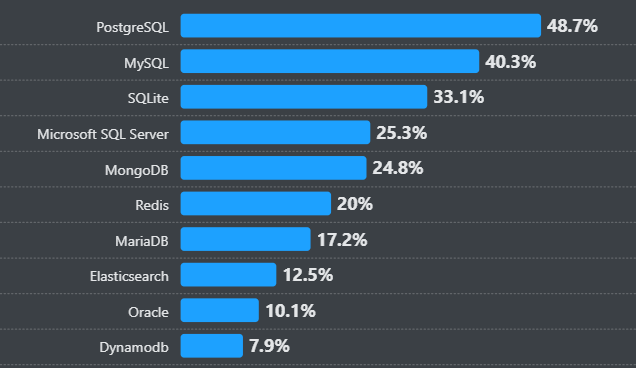 PostgreSQL 48.7%
MySQL 40.3%
SQLite 33.1%
Microsoft SQL Server 25.3%
MongoDB 24.8%
Redis 20%
MariaDB 17.2%
Elasticsearch 12.5%
Oracle 10.1%
Dynamodb 7.9%